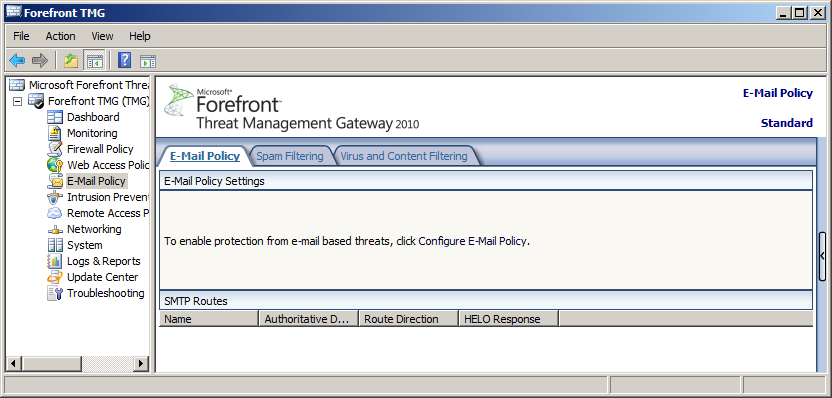 Forefront TMG
File Action View Help
Microsoft Forefront Threa
Forefront TMG (TMG)
Dashboard
Monitoring
Firewall Policy
Web Access Polic
E-Mail Policy
Intrusion Prevent
Remote Access P
Networking
System
Logs & Reports
Update Center
Troubleshooting
Microsoft®
Forefront™
Threat Management Gateway 2010
E-Mail Policy
Standard
E-Mail Policy Spam Filtering Virus and Content Filtering
E-Mail Policy Settings
To enable protection from e-mail based threats, click Configure E-Mail Policy.
SMTP Routes
Name Authoritative D... Route Direction HELO Response